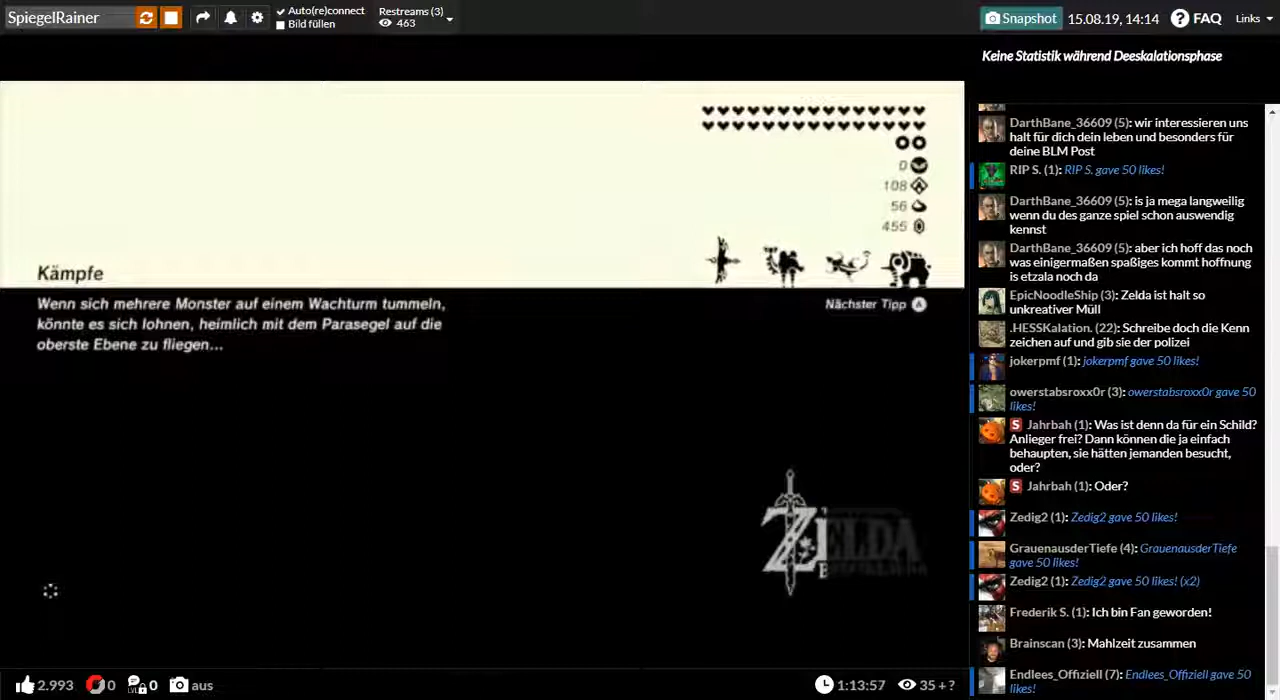 SpiegelRainer
Auto(re)connect
Bild füllen
Restreams (3)
463
Snapshot
15.08.19, 14:14
FAQ
Links
Keine Statistik während Deeskalationsphase
0
108
56
455
Kämpfe
Wenn sich mehrere Monster auf einem Wachturm tummeln,
könnte es sich lohnen, heimlich mit dem Parasegel auf die
oberste Ebene zu fliegen...
Nächster Tipp A
ZELDA
DarthBane_36609 (5): wir interessieren uns
halt für dich dein leben und besonders für
deine BLM Post
RIP S. (1): RIP S. gave 50 likes!
DarthBane_36609 (5): is ja mega langweilig
wenn du des ganze spiel schon auswendig
kennst
DarthBane_36609 (5): aber ich hoff das noch
was einigermaßen spaßiges kommt hoffnung
is etzala noch da
EpicNoodleShip (3): Zelda ist halt so
unkreativer Müll
.HESSKalation. (22): Schreibe doch die Kenn
zeichen auf und gib sie der polizei
jokerpmf (1): jokerpmf gave 50 likes!
owerstabsroxx0r (3): owerstabsroxx0r gave 50
likes!
S Jahrbah (1): Was ist denn da für ein Schild?
Anlieger frei? Dann können die ja einfach
behaupten, sie hätten jemanden besucht,
oder?
S Jahrbah (1): Oder?
Zedig2 (1): Zedig2 gave 50 likes!
GrauenausderTiefe (4): GrauenausderTiefe
gave 50 likes!
Zedig2 (1): Zedig2 gave 50 likes! (x2)
Frederik S. (1): Ich bin Fan geworden!
Brainscan (3): Mahlzeit zusammen
Endlees_Offiziell (7): Endlees_Offiziell gave 50
likes!
2.993
0
LVL
0
aus
1:13:57
35 + ?